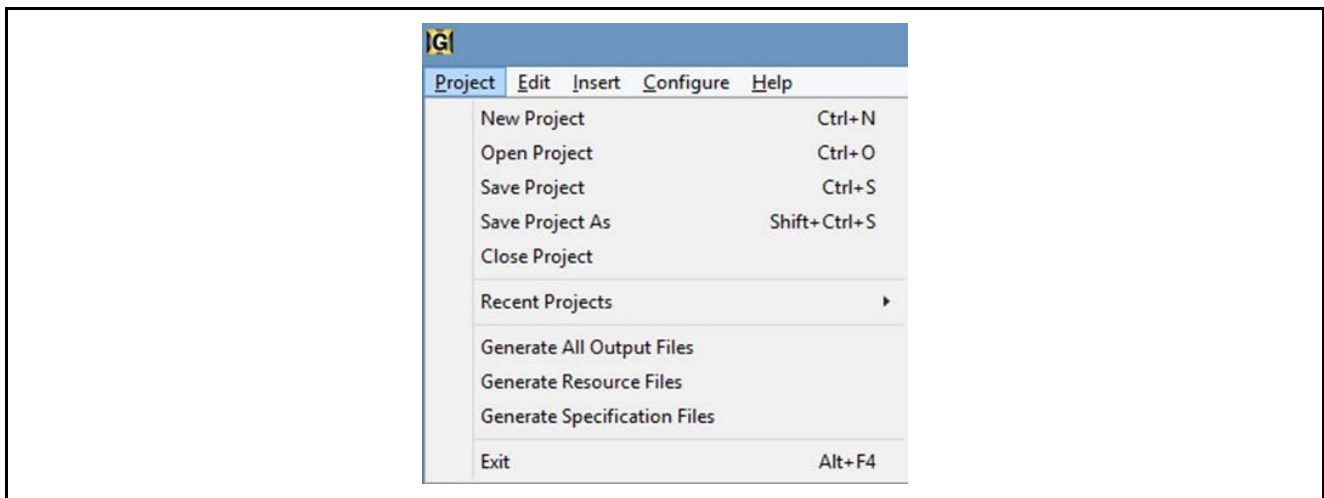 G
Project Edit Insert Configure Help
New Project Ctrl+N
Open Project Ctrl+O
Save Project Ctrl+S
Save Project As Shift+Ctrl+S
Close Project
Recent Projects
Generate All Output Files
Generate Resource Files
Generate Specification Files
Exit Alt+F4